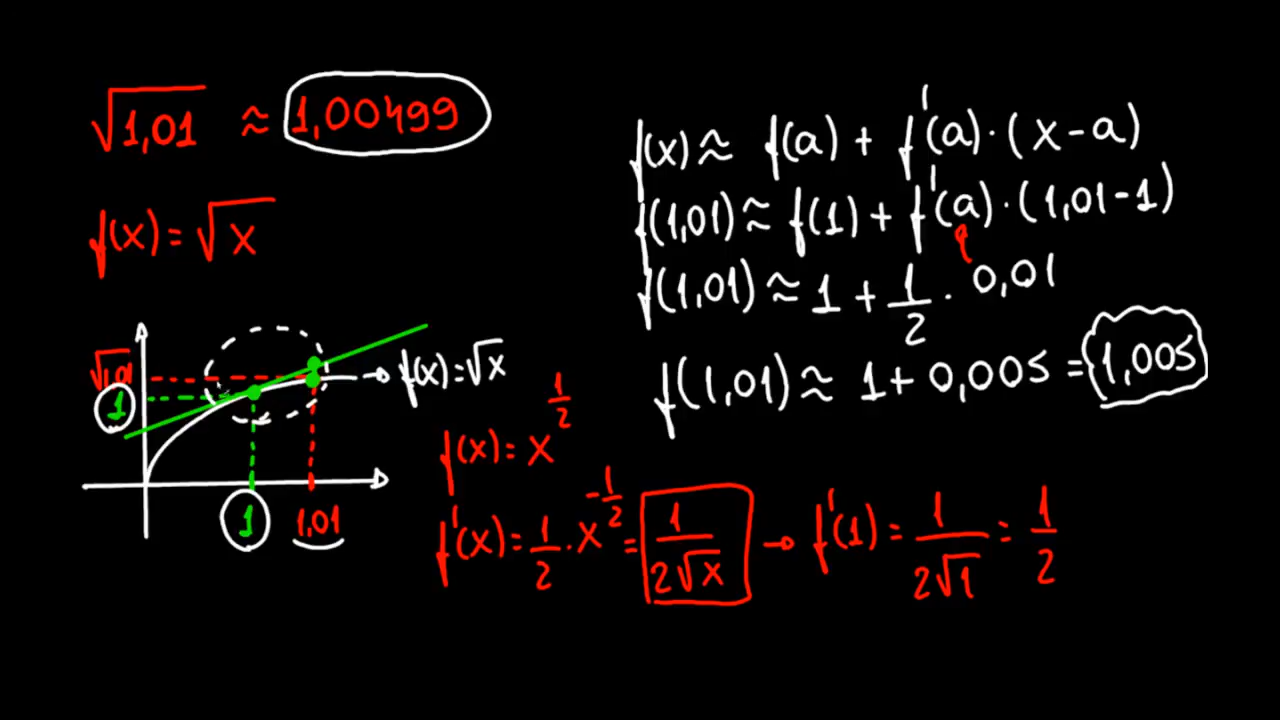 √1,01 ≈ 1,00499
f(x) = √x
f(x) ≈ f(a) + f'(a)·(x-a)
f(1,01) ≈ f(1) + f'(a)·(1,01-1)
f(1,01) ≈ 1 + 1/2 · 0,01
f(1,01) ≈ 1 + 0,005 = 1,005
√1,01
1
f(x) = √x
1
1,01
f(x) = x^(1/2)
f'(x) = 1/2 · x^(-1/2) = 1/(2√x) → f'(1) = 1/(2√1) = 1/2